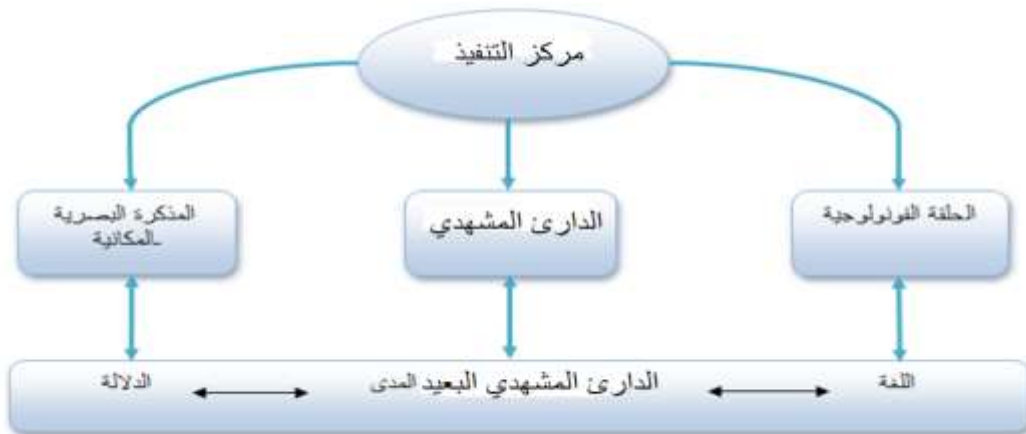 مركز التنفيذ
الحلقة الفونولوجية
الدارئ المشهدي
المذكرة البصرية
المكانية-
اللغة
الدارئ المشهدي البعيد المدى
الدلالة